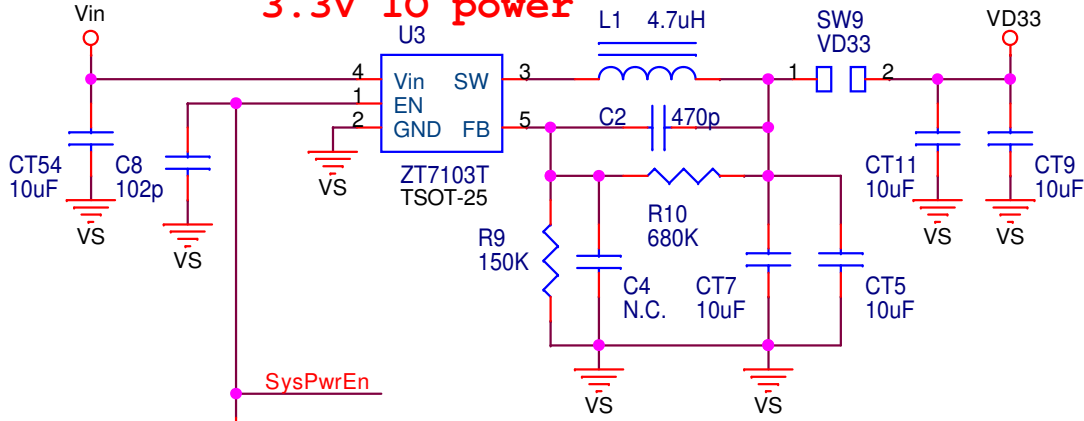 3.3v IO power
Vin
U3
L1 4.7uH
SW9
VD33
VD33
4 Vin SW 3
1 EN
2 GND FB 5
1 2
C2 470p
CT54
10uF
C8
102p
VS
VS
VS
ZT7103T
TSOT-25
R10
680K
R9
150K
C4
N.C.
CT7
10uF
CT5
10uF
CT11
10uF
CT9
10uF
VS
VS
SysPwrEn
VS
VS